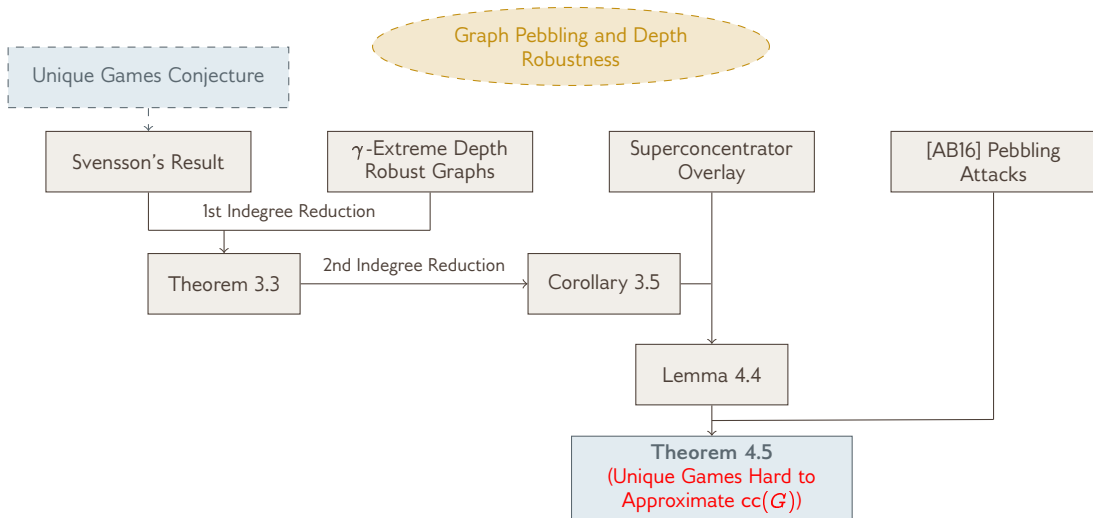 Graph Pebbling and Depth
Robustness
Unique Games Conjecture
Svensson's Result
γ-Extreme Depth
Robust Graphs
Superconcentrator
Overlay
[AB16] Pebbling
Attacks
1st Indegree Reduction
Theorem 3.3
2nd Indegree Reduction
Corollary 3.5
Lemma 4.4
Theorem 4.5
(Unique Games Hard to
Approximate cc(G))